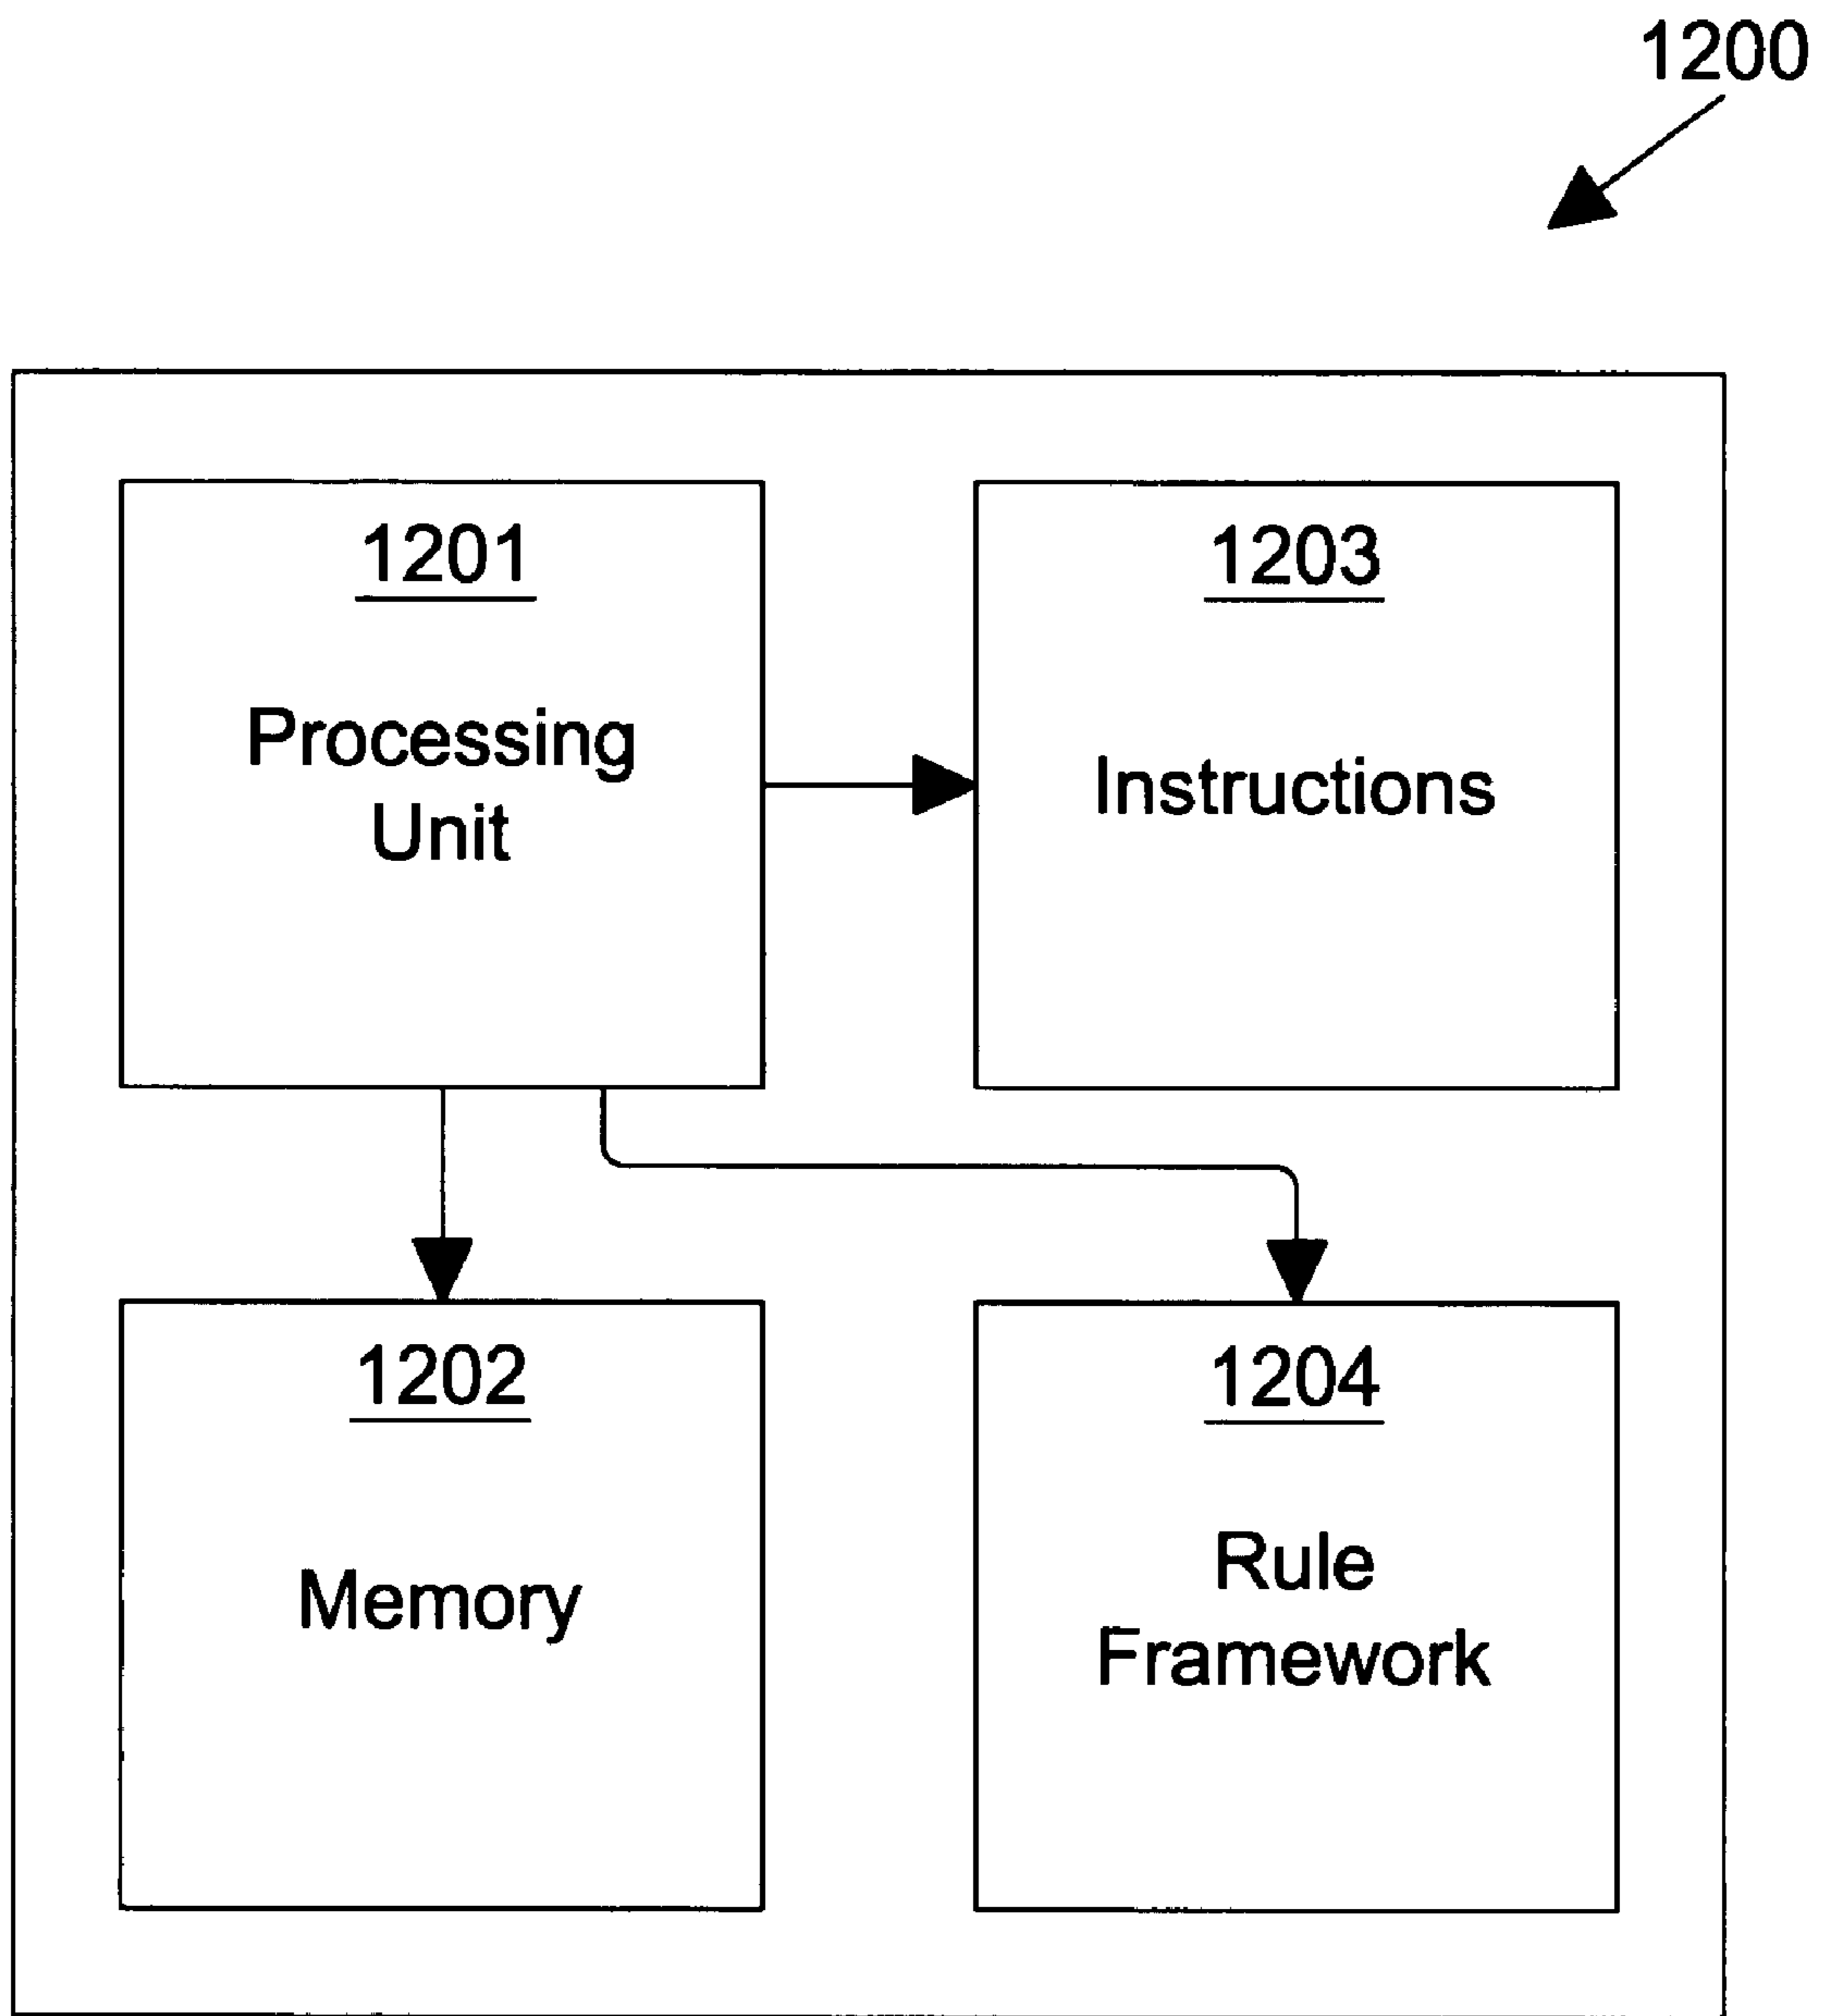 1200
1201
Processing
Unit
1203
Instructions
1202
Memory
1204
Rule
Framework